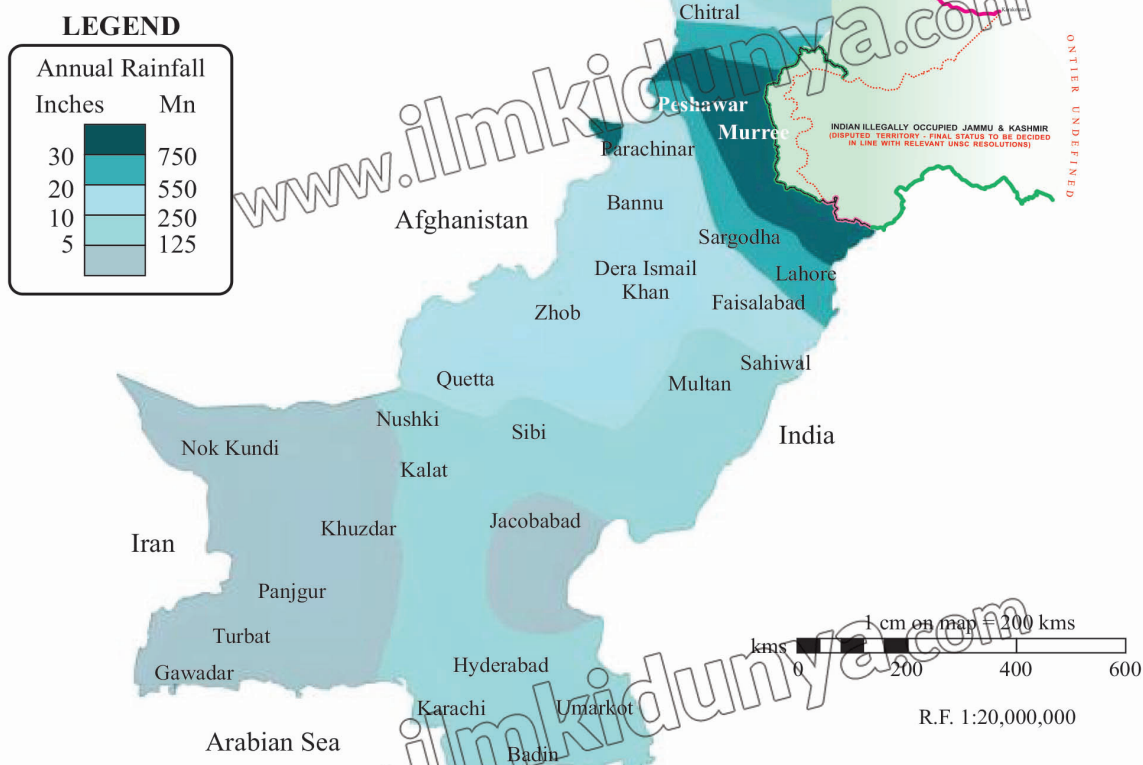 LEGEND
Annual Rainfall
Inches Mn
30 750
20 550
10 250
5 125
Chitral
www.ilmkidunya.com
Peshawar
Murree
Parachinar
INDIAN ILLEGALLY OCCUPIED JAMMU & KASHMIR
(DISPUTED TERRITORY - FINAL STATUS TO BE DECIDED
IN LINE WITH RELEVANT UNSC RESOLUTIONS)
ONTIER UNDEFINED
Afghanistan
Bannu
Sargodha
Dera Ismail
Khan
Lahore
Faisalabad
Zhob
Sahiwal
Quetta
Multan
Nushki
Sibi
India
Nok Kundi
Kalat
Khuzdar
Jacobabad
Iran
Panjgur
Turbat
Gawadar
Hyderabad
Karachi
Umarkot
Badin
Arabian Sea
.ilmkidunya.com
1 cm on map = 200 kms
kms
0 200 400 600
R.F. 1:20,000,000